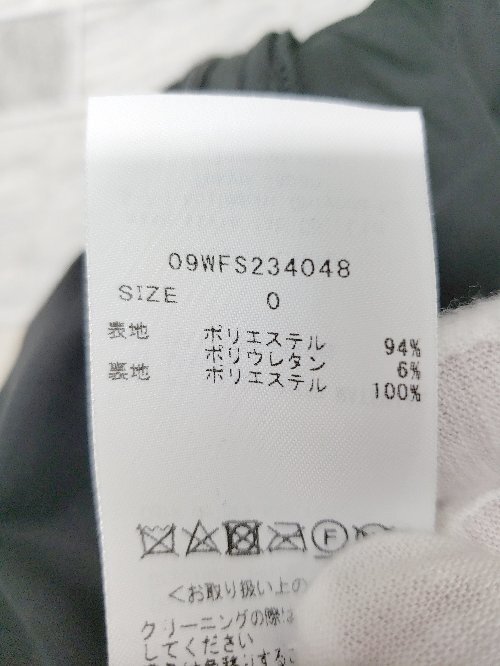 09WFS234048
SIZE 0
表地 ポリエステル 94%
ポリウレタン 6%
裏地 ポリエステル 100%
F
<お取り扱い上の
クリーニングの際は
してください